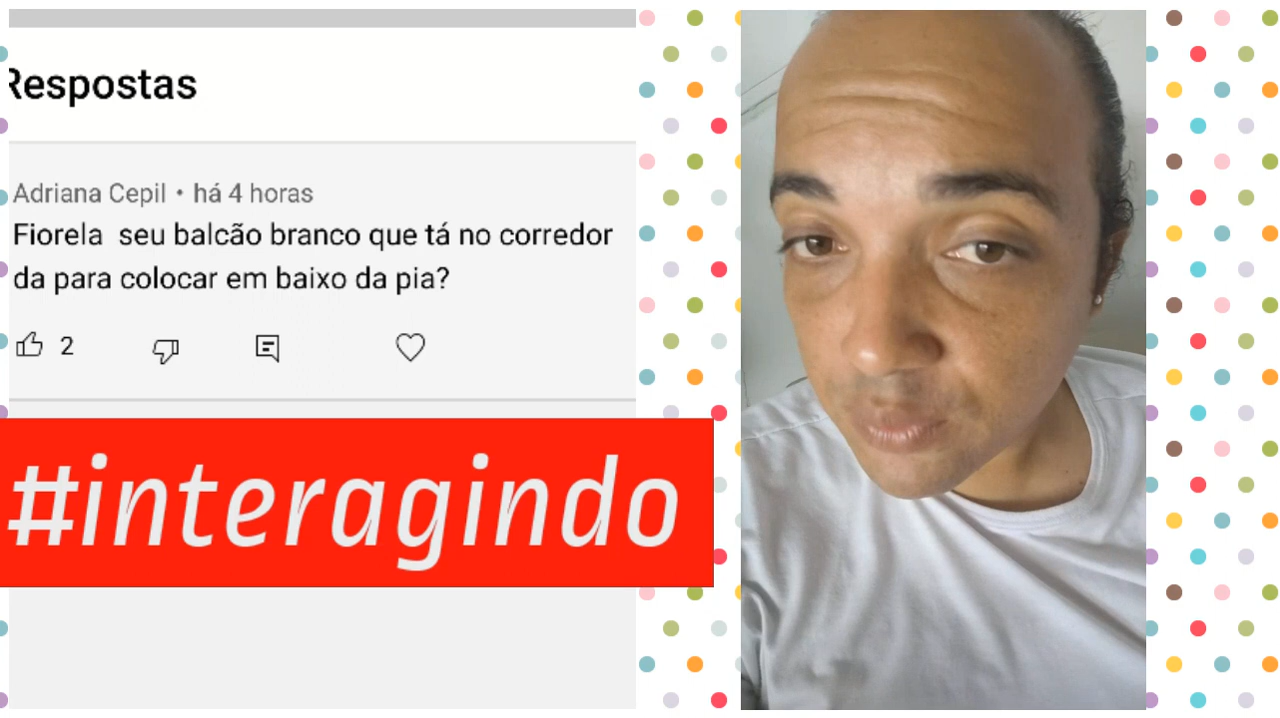 Respostas
Adriana Cepil • há 4 horas
Fiorela seu balcão branco que tá no corredor
da para colocar em baixo da pia?
2
#interagindo